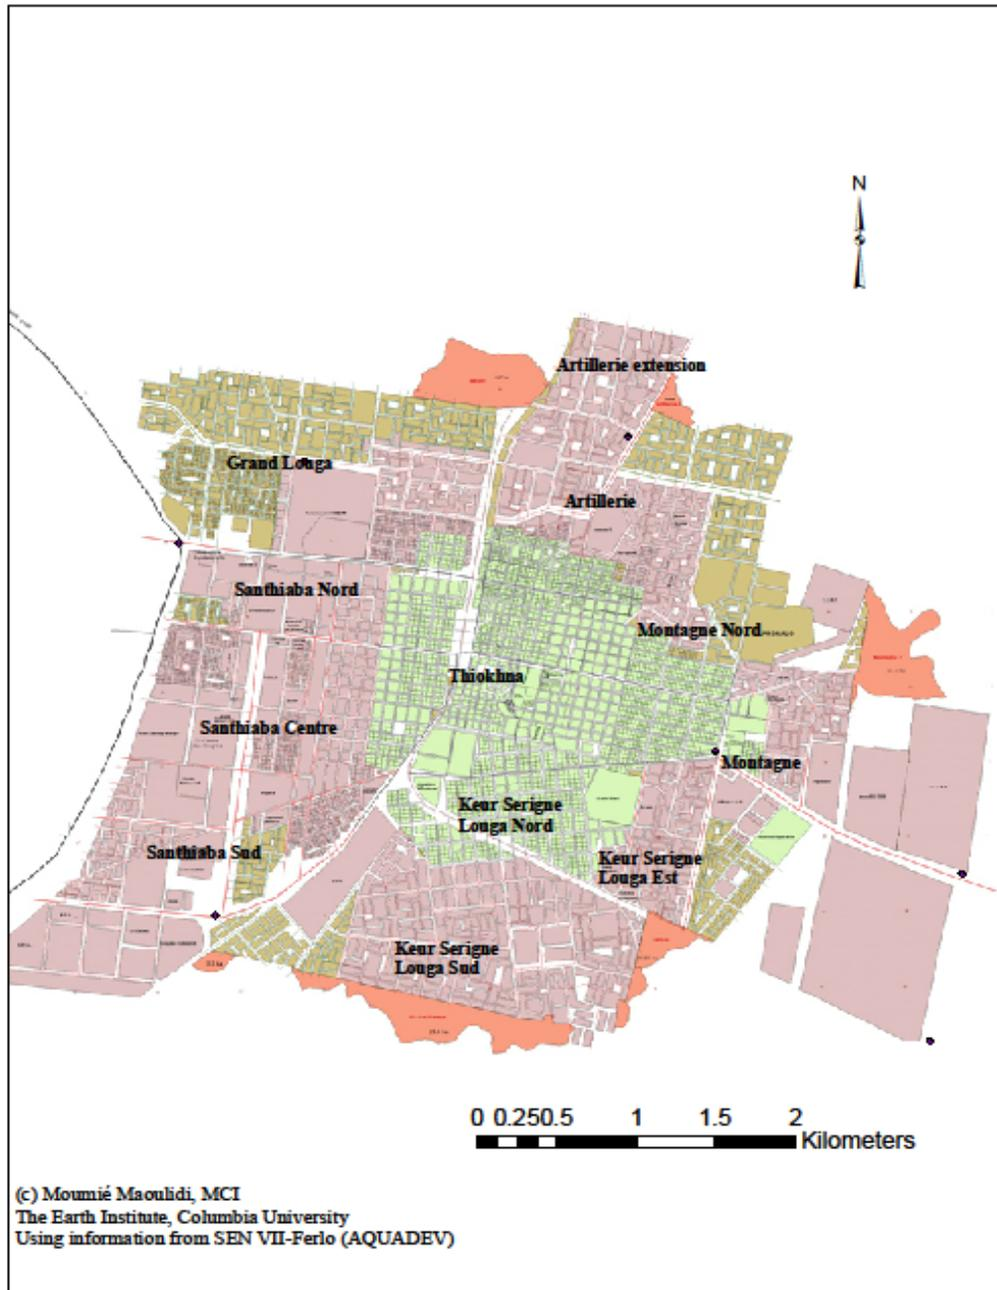 N
Artillerie extension
Grand Louga
Artillerie
Santhiaba Nord
Montagne Nord
Thiokhna
Santhiaba Centre
Montagne
Keur Serigne
Louga Nord
Santhiaba Sud
Keur Serigne
Louga Est
Keur Serigne
Louga Sud
0 0.250.5 1 1.5 2
Kilometers
(c) Moumié Maoulidi, MCI
The Earth Institute, Columbia University
Using information from SEN VII-Ferlo (AQUADEV)